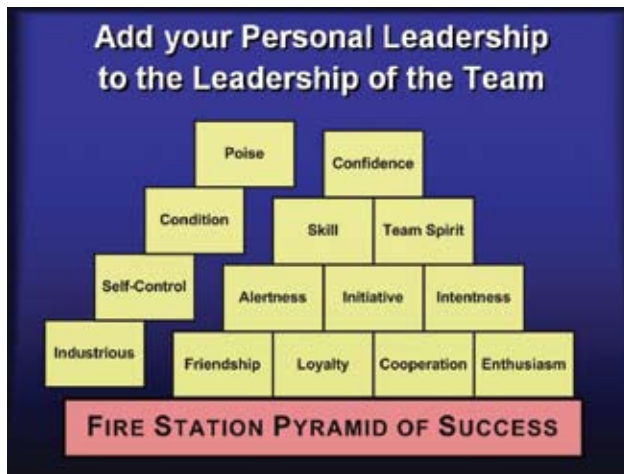 Add your Personal Leadership
to the Leadership of the Team
Poise
Confidence
Condition
Skill
Team Spirit
Self-Control
Alertness
Initiative
Intentness
Industrious
Friendship
Loyalty
Cooperation
Enthusiasm
FIRE STATION PYRAMID OF SUCCESS